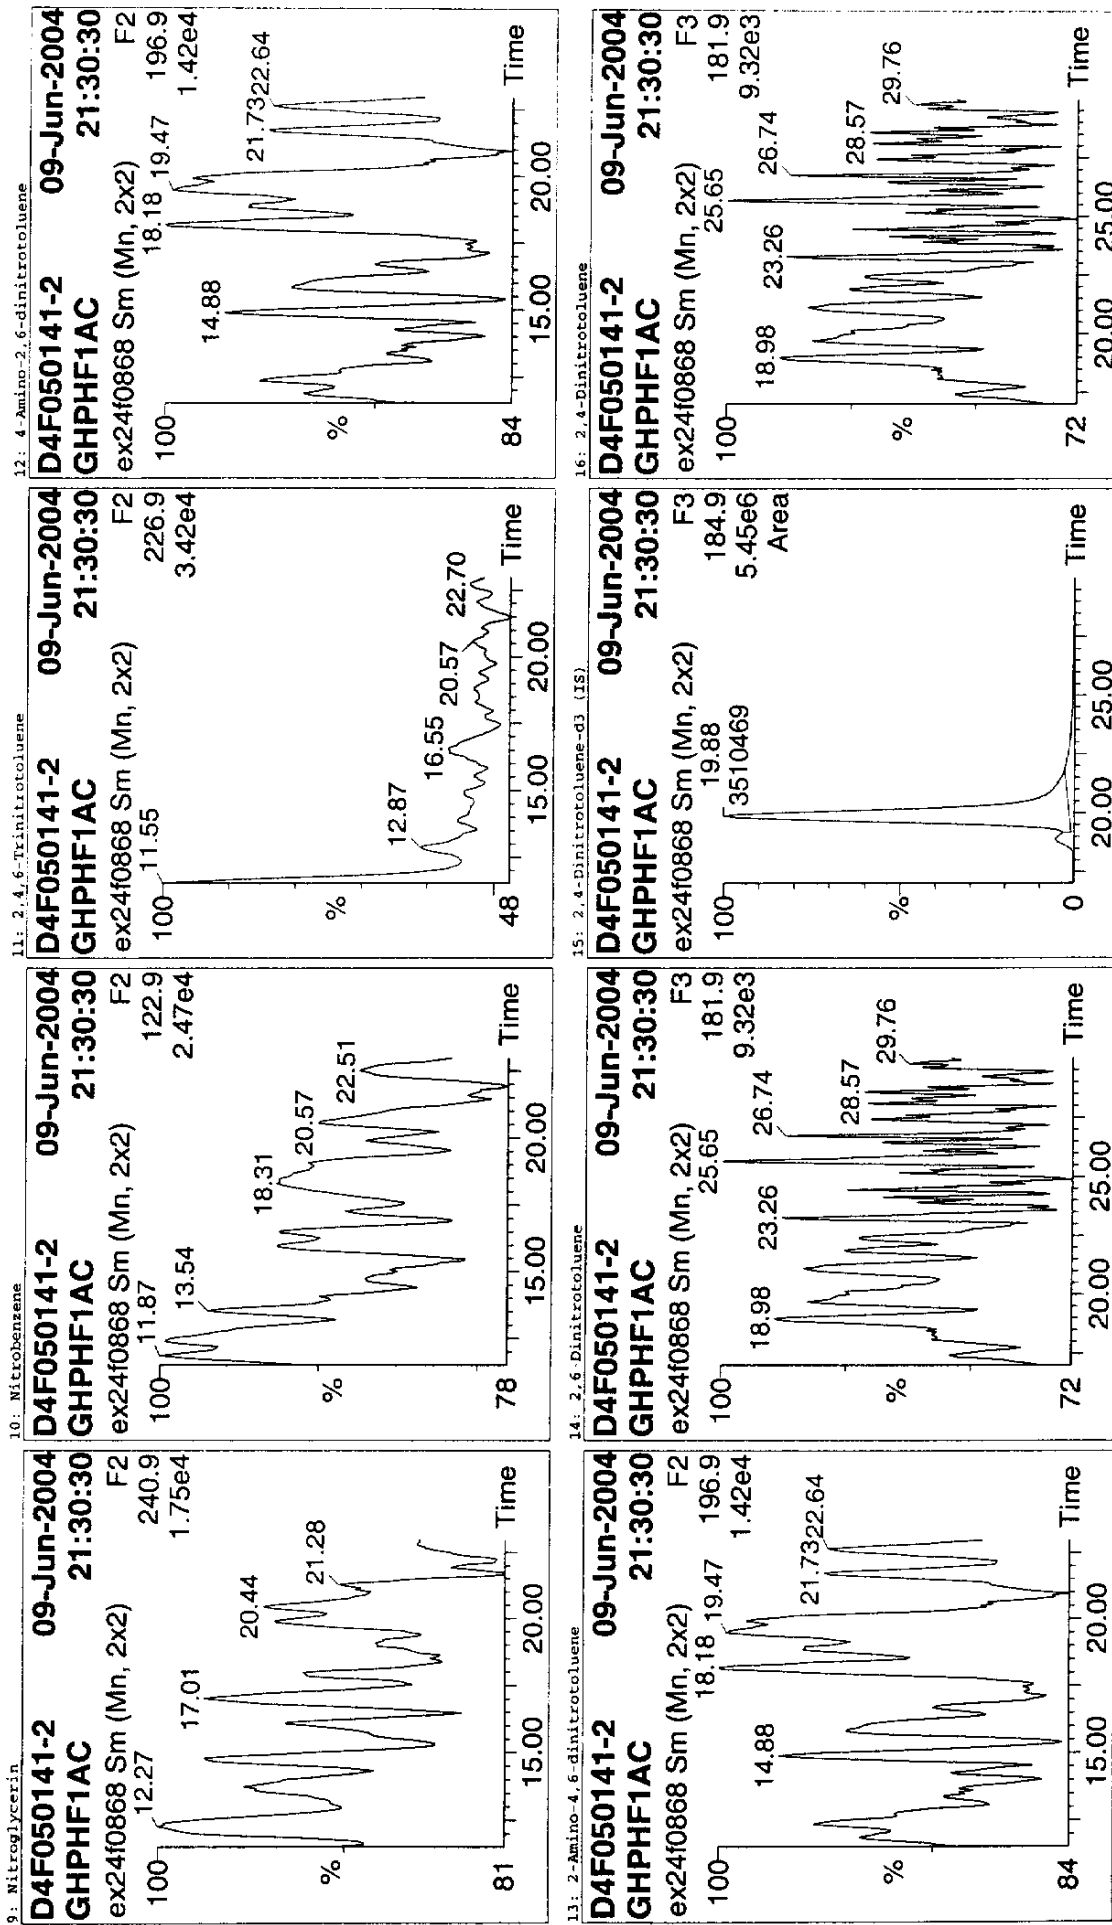 9: Nitroglycerin
D4F050141-2 09-Jun-2004
GHPHF1AC 21:30:30
ex24f0868 Sm (Mn, 2x2) F2
240.9
1.75e4
100
%
81
12.27
17.01
20.44
21.28
15.00 20.00
Time
10: Nitrobenzene
D4F050141-2 09-Jun-2004
GHPHF1AC 21:30:30
ex24f0868 Sm (Mn, 2x2) F2
122.9
2.47e4
100
%
78
11.87
13.54
18.31
20.57
22.51
15.00 20.00
Time
11: 2,4,6-Trinitrotoluene
D4F050141-2 09-Jun-2004
GHPHF1AC 21:30:30
ex24f0868 Sm (Mn, 2x2) F2
226.9
3.42e4
100
%
48
11.55
12.87
16.55
20.57
22.70
15.00 20.00
Time
12: 4-Amino-2,6-dinitrotoluene
D4F050141-2 09-Jun-2004
GHPHF1AC 21:30:30
ex24f0868 Sm (Mn, 2x2) F2
196.9
1.42e4
100
%
84
14.88
18.18
19.47
21.73
22.64
15.00 20.00
Time
13: 2-Amino-4,6-dinitrotoluene
D4F050141-2 09-Jun-2004
GHPHF1AC 21:30:30
ex24f0868 Sm (Mn, 2x2) F2
196.9
1.42e4
100
%
84
14.88
18.18
19.47
21.73
22.64
15.00 20.00
Time
14: 2,6-Dinitrotoluene
D4F050141-2 09-Jun-2004
GHPHF1AC 21:30:30
ex24f0868 Sm (Mn, 2x2) F3
181.9
9.32e3
100
%
72
18.98
23.26
25.65
26.74
28.57
29.76
20.00 25.00
Time
15: 2,4-Dinitrotoluene-d3 (IS)
D4F050141-2 09-Jun-2004
GHPHF1AC 21:30:30
ex24f0868 Sm (Mn, 2x2) F3
184.9
5.45e6
Area
100
%
0
19.88
3510469
20.00 25.00
Time
16: 2,4-Dinitrotoluene
D4F050141-2 09-Jun-2004
GHPHF1AC 21:30:30
ex24f0868 Sm (Mn, 2x2) F3
181.9
9.32e3
100
%
72
18.98
23.26
25.65
26.74
28.57
29.76
20.00 25.00
Time